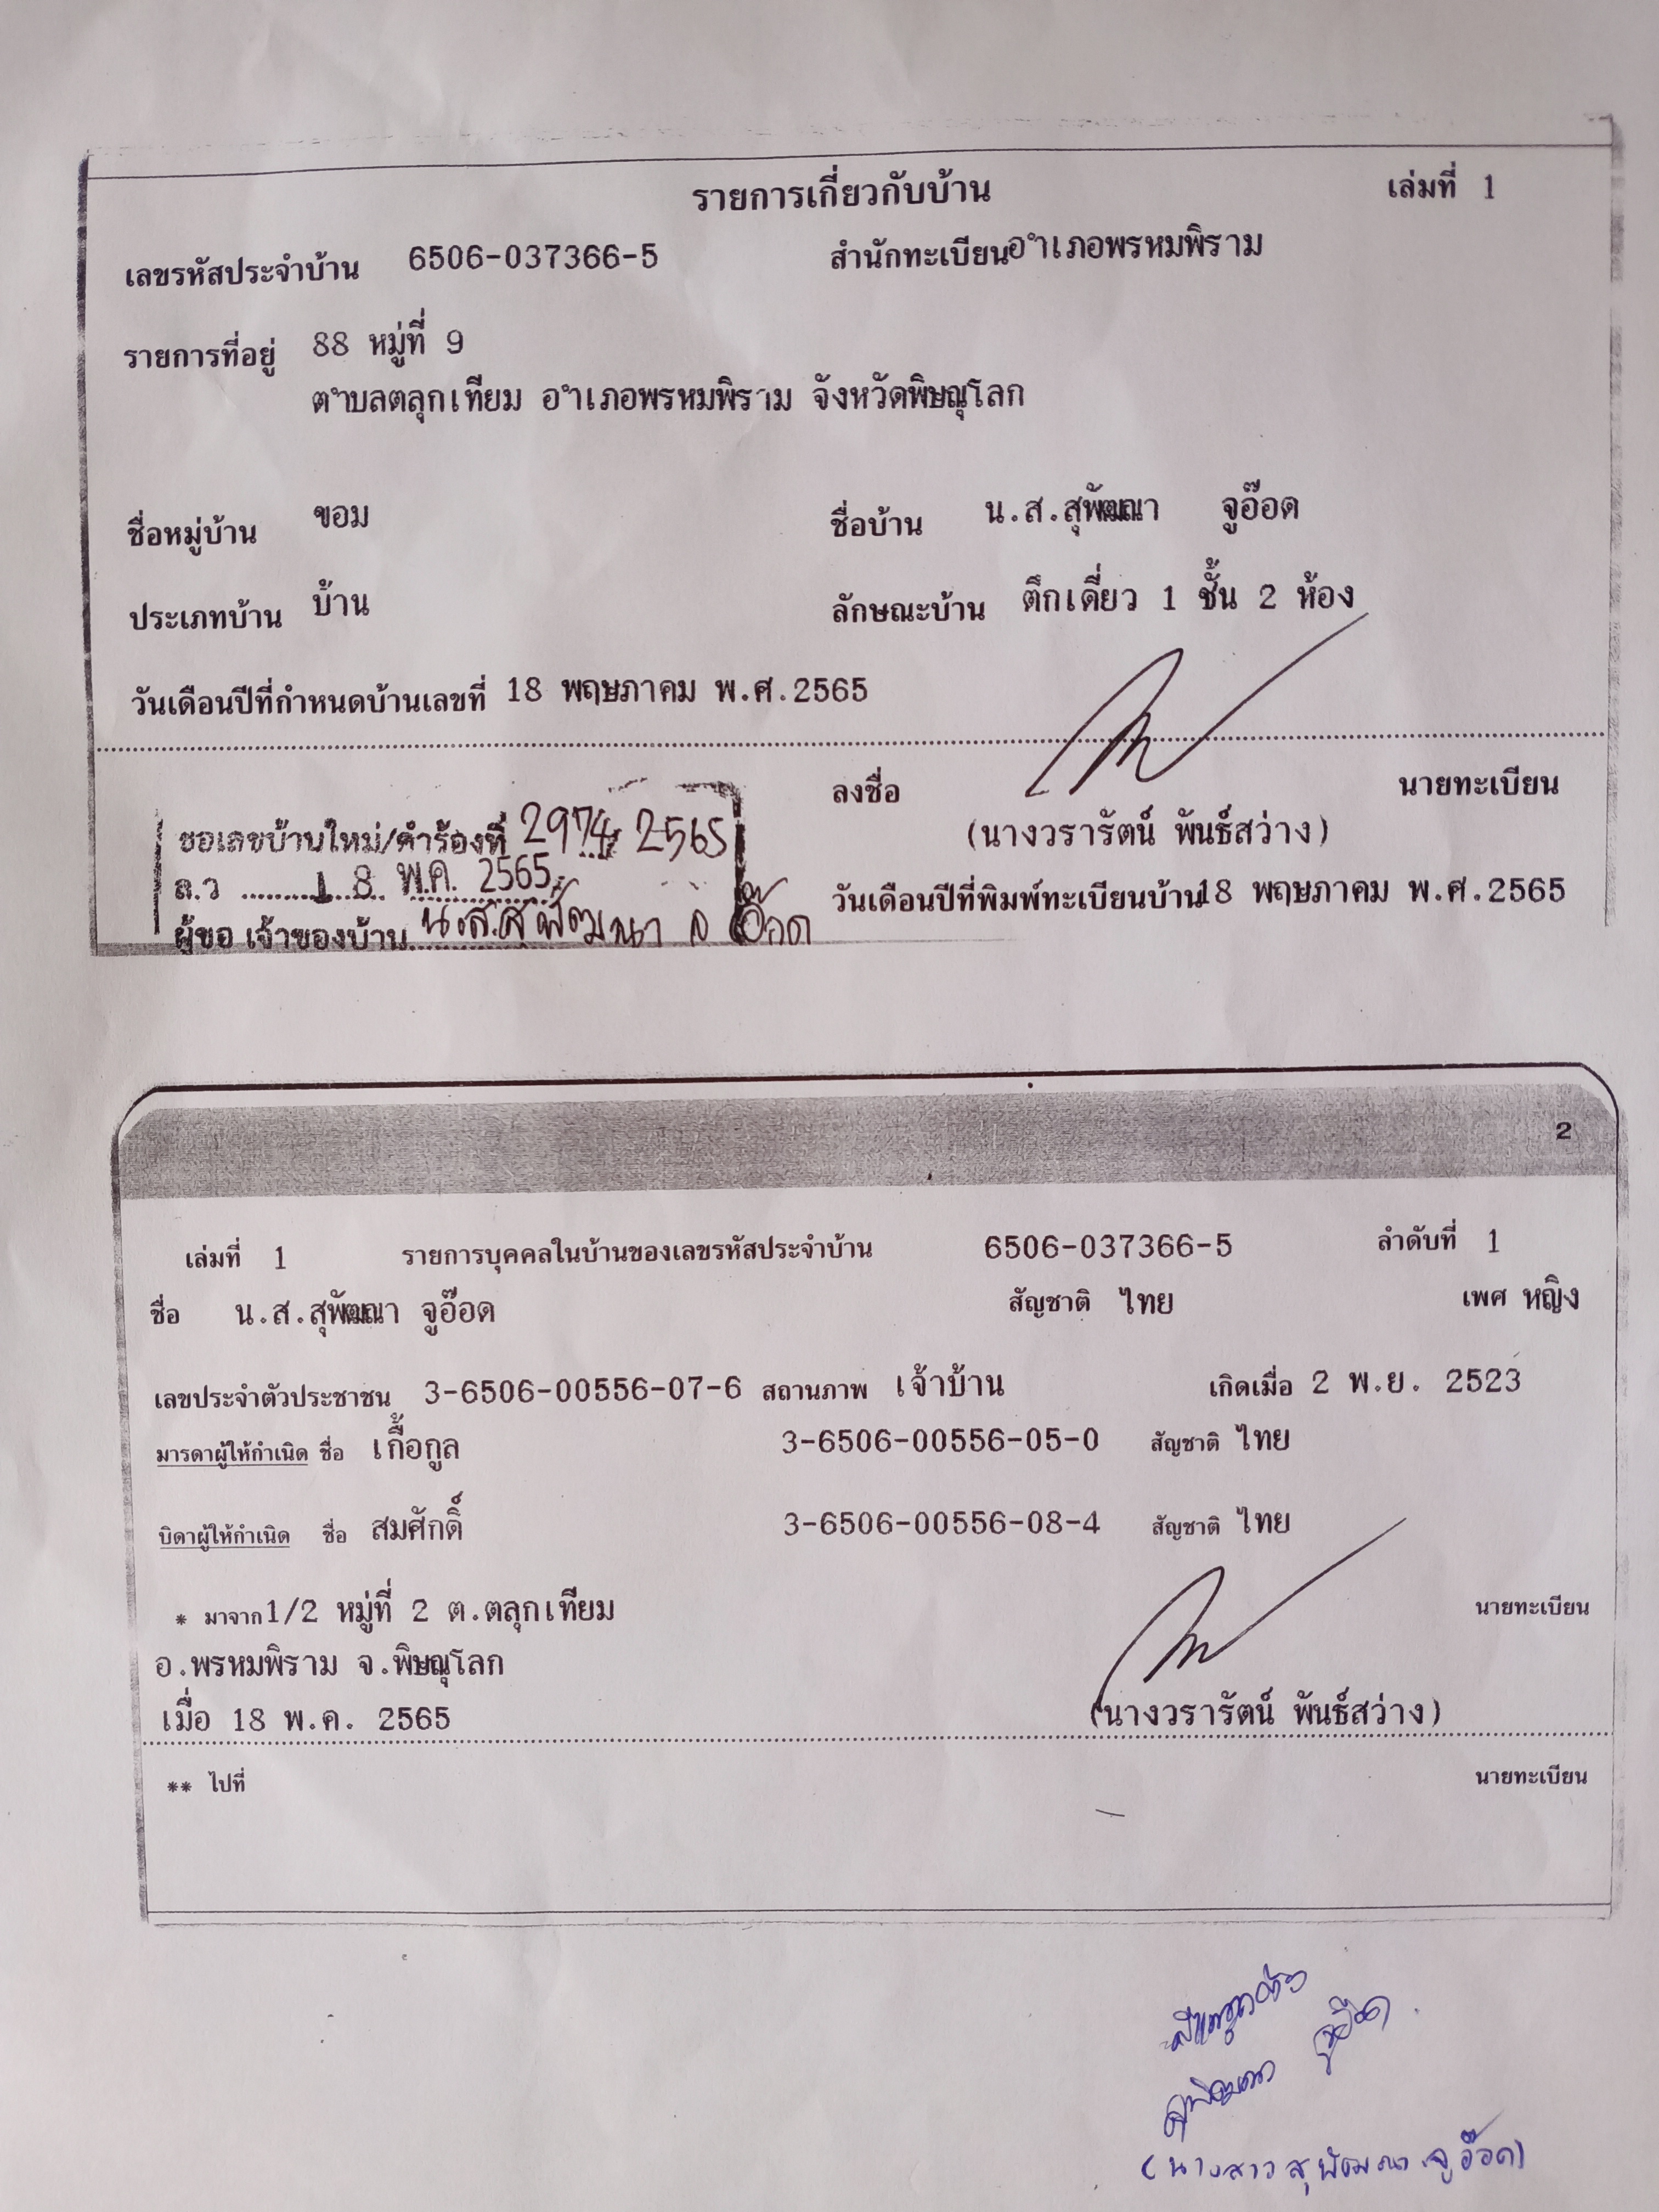 รายการเกี่ยวกับบ้าน เล่มที่ 1
เลขรหัสประจำบ้าน 6506-037366-5 สำนักทะเบียนอำเภอพรหมพิราม
รายการที่อยู่ 88 หมู่ที่ 9
ตำบลตลุกเทียม อำเภอพรหมพิราม จังหวัดพิษณุโลก
ชื่อหมู่บ้าน ขอม ชื่อบ้าน น.ส.สุพัฒณา จูอ๊อด
ประเภทบ้าน บ้าน ลักษณะบ้าน ตึกเดี่ยว 1 ชั้น 2 ห้อง
วันเดือนปีที่กำหนดบ้านเลขที่ 18 พฤษภาคม พ.ศ.2565
ลงชื่อ นายทะเบียน
ขอเลขบ้านใหม่/คำร้องที่ 2974 2565 (นางวรารัตน์ พันธ์สว่าง)
ล.ว 18 พ.ค. 2565 วันเดือนปีที่พิมพ์ทะเบียนบ้าน 18 พฤษภาคม พ.ศ.2565
ผู้ขอ เจ้าของบ้าน น.ส.สุพัฒณา จูอ๊อด
2
เล่มที่ 1 รายการบุคคลในบ้านของเลขรหัสประจำบ้าน 6506-037366-5 ลำดับที่ 1
ชื่อ น.ส.สุพัฒณา จูอ๊อด สัญชาติ ไทย เพศ หญิง
เลขประจำตัวประชาชน 3-6506-00556-07-6 สถานภาพ เจ้าบ้าน เกิดเมื่อ 2 พ.ย. 2523
มารดาผู้ให้กำเนิด ชื่อ เกื้อกูล 3-6506-00556-05-0 สัญชาติ ไทย
บิดาผู้ให้กำเนิด ชื่อ สมศักดิ์ 3-6506-00556-08-4 สัญชาติ ไทย
* มาจาก 1/2 หมู่ที่ 2 ต.ตลุกเทียม นายทะเบียน
อ.พรหมพิราม จ.พิษณุโลก
เมื่อ 18 พ.ค. 2565 (นางวรารัตน์ พันธ์สว่าง)
** ไปที่ นายทะเบียน
สำเนาถูกต้อง
สุพัฒณา จูอ๊อด
(นางสาวสุพัฒณา จูอ๊อด)